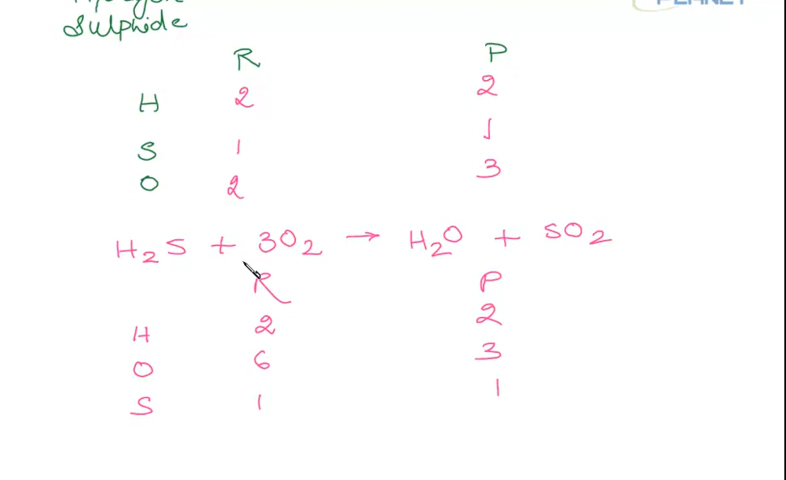 Sulphide
R P
H 2 2
S 1 1
O 2 3
H2S + 3O2 → H2O + SO2
R P
H 2 2
O 6 3
S 1 1